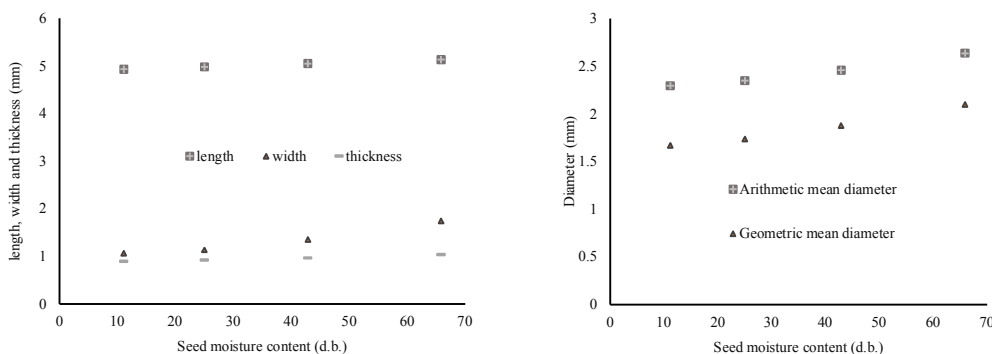 6
5
4
3
2
1
0
length, width and thickness (mm)
length width thickness
0 10 20 30 40 50 60 70
Seed moisture content (d.b.)
3
2.5
2
1.5
1
0.5
0
Diameter (mm)
Arithmetic mean diameter
Geometric mean diameter
0 10 20 30 40 50 60 70
Seed moisture content (d.b.)